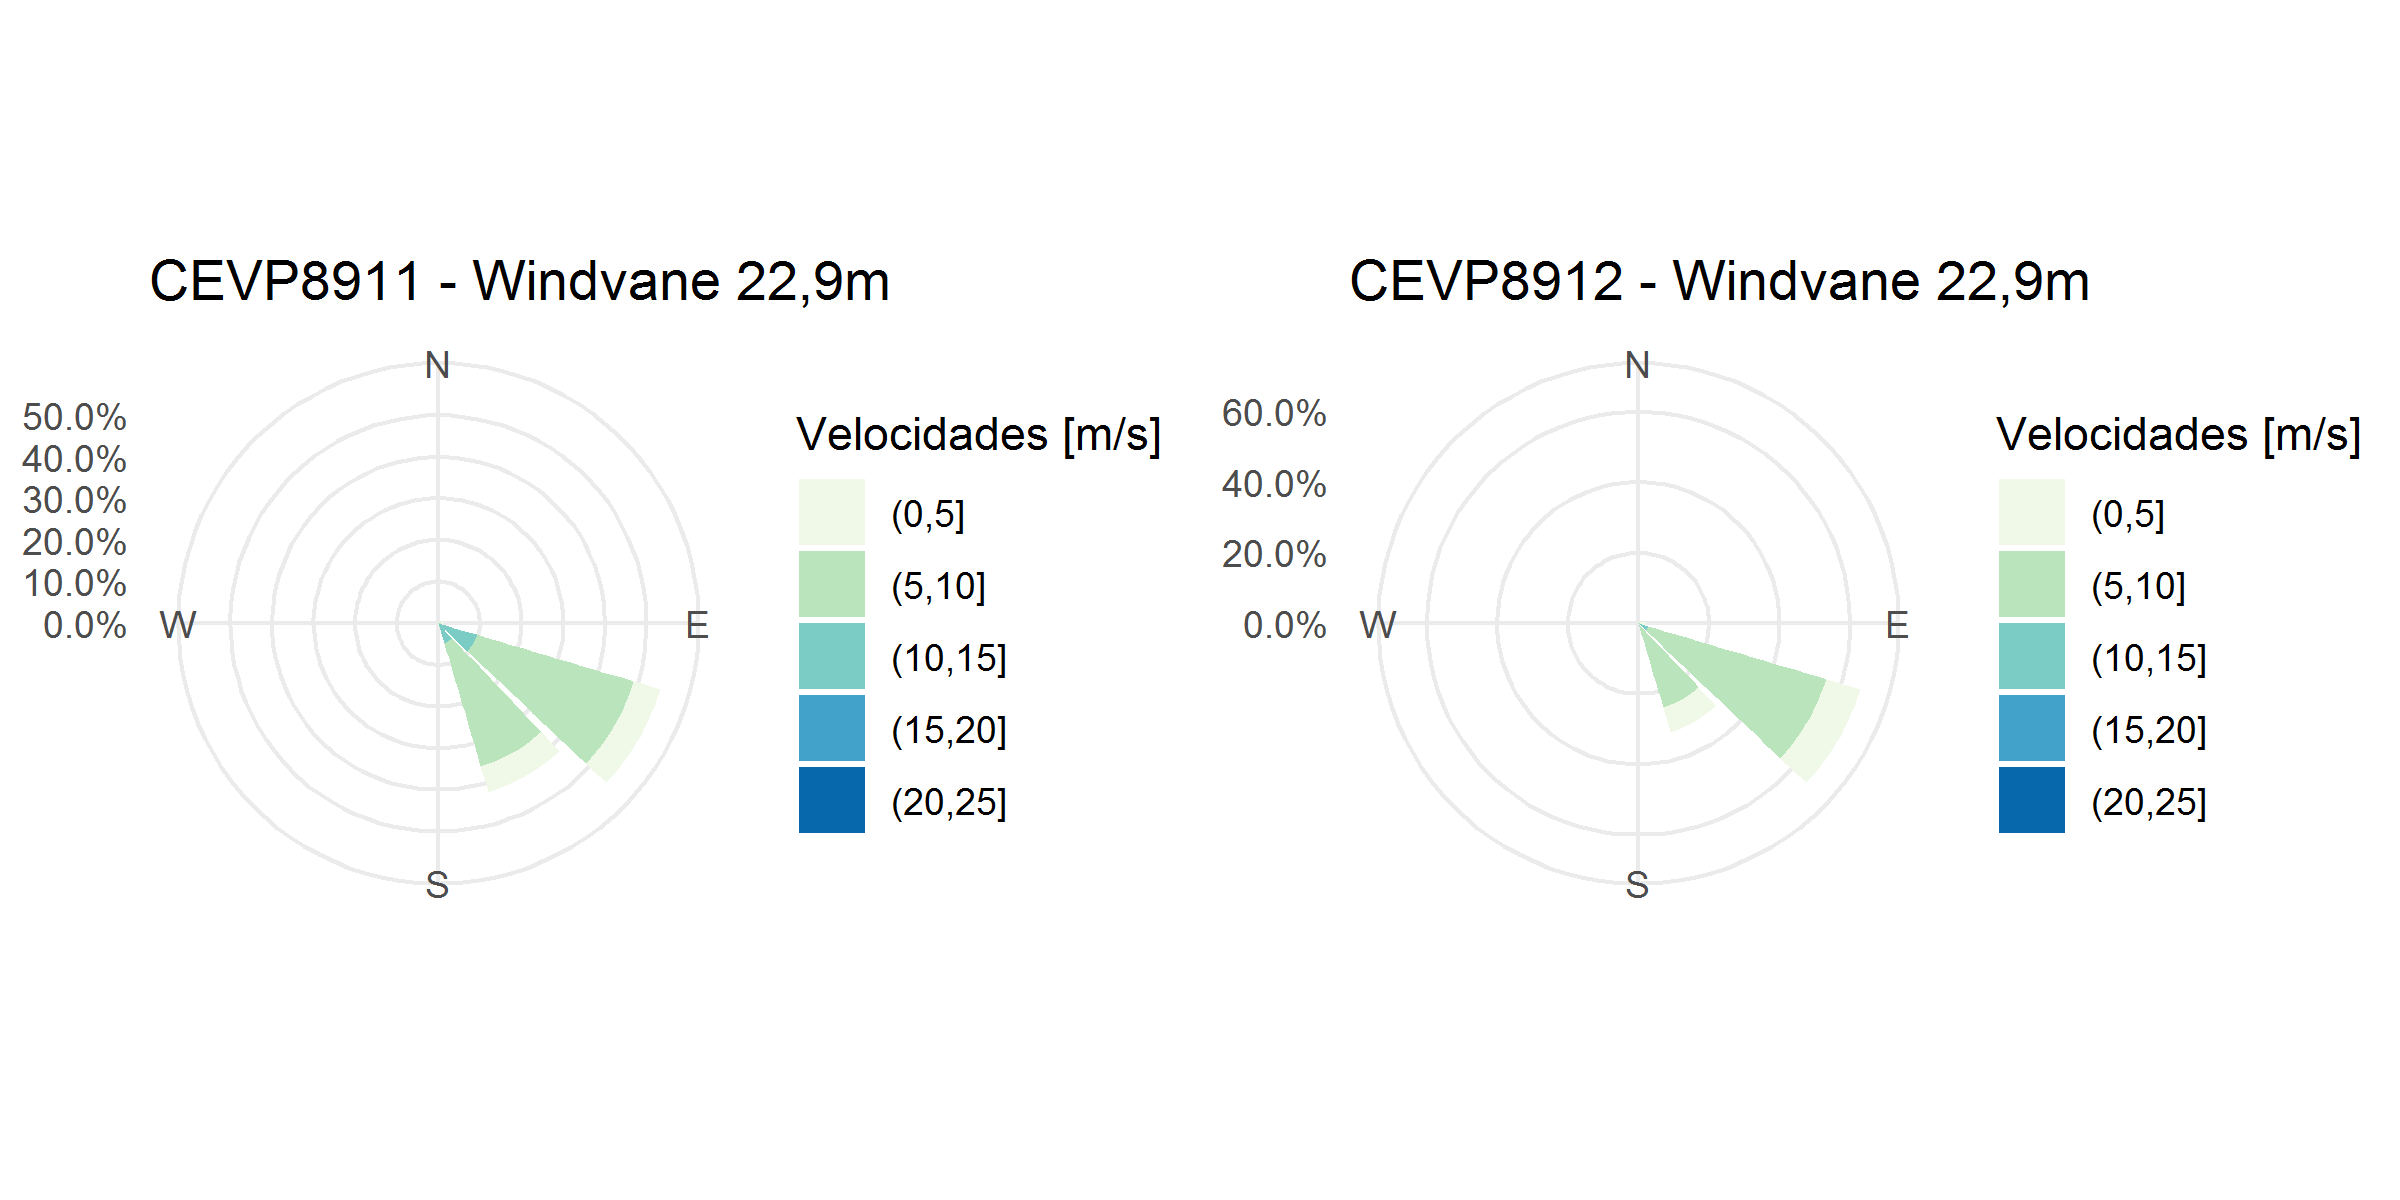 CEVP8911 - Windvane 22,9m
N
50.0%
40.0%
30.0%
20.0%
10.0%
0.0%
W
E
S
Velocidades [m/s]
(0,5]
(5,10]
(10,15]
(15,20]
(20,25]
CEVP8912 - Windvane 22,9m
N
60.0%
40.0%
20.0%
0.0%
W
E
S
Velocidades [m/s]
(0,5]
(5,10]
(10,15]
(15,20]
(20,25]